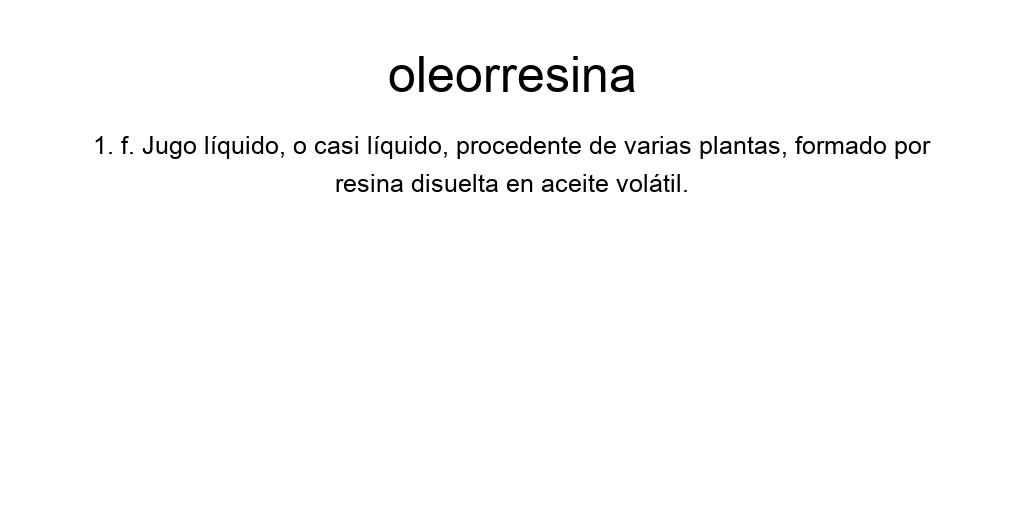 oleorresina
1. f. Jugo líquido, o casi líquido, procedente de varias plantas, formado por
resina disuelta en aceite volátil.